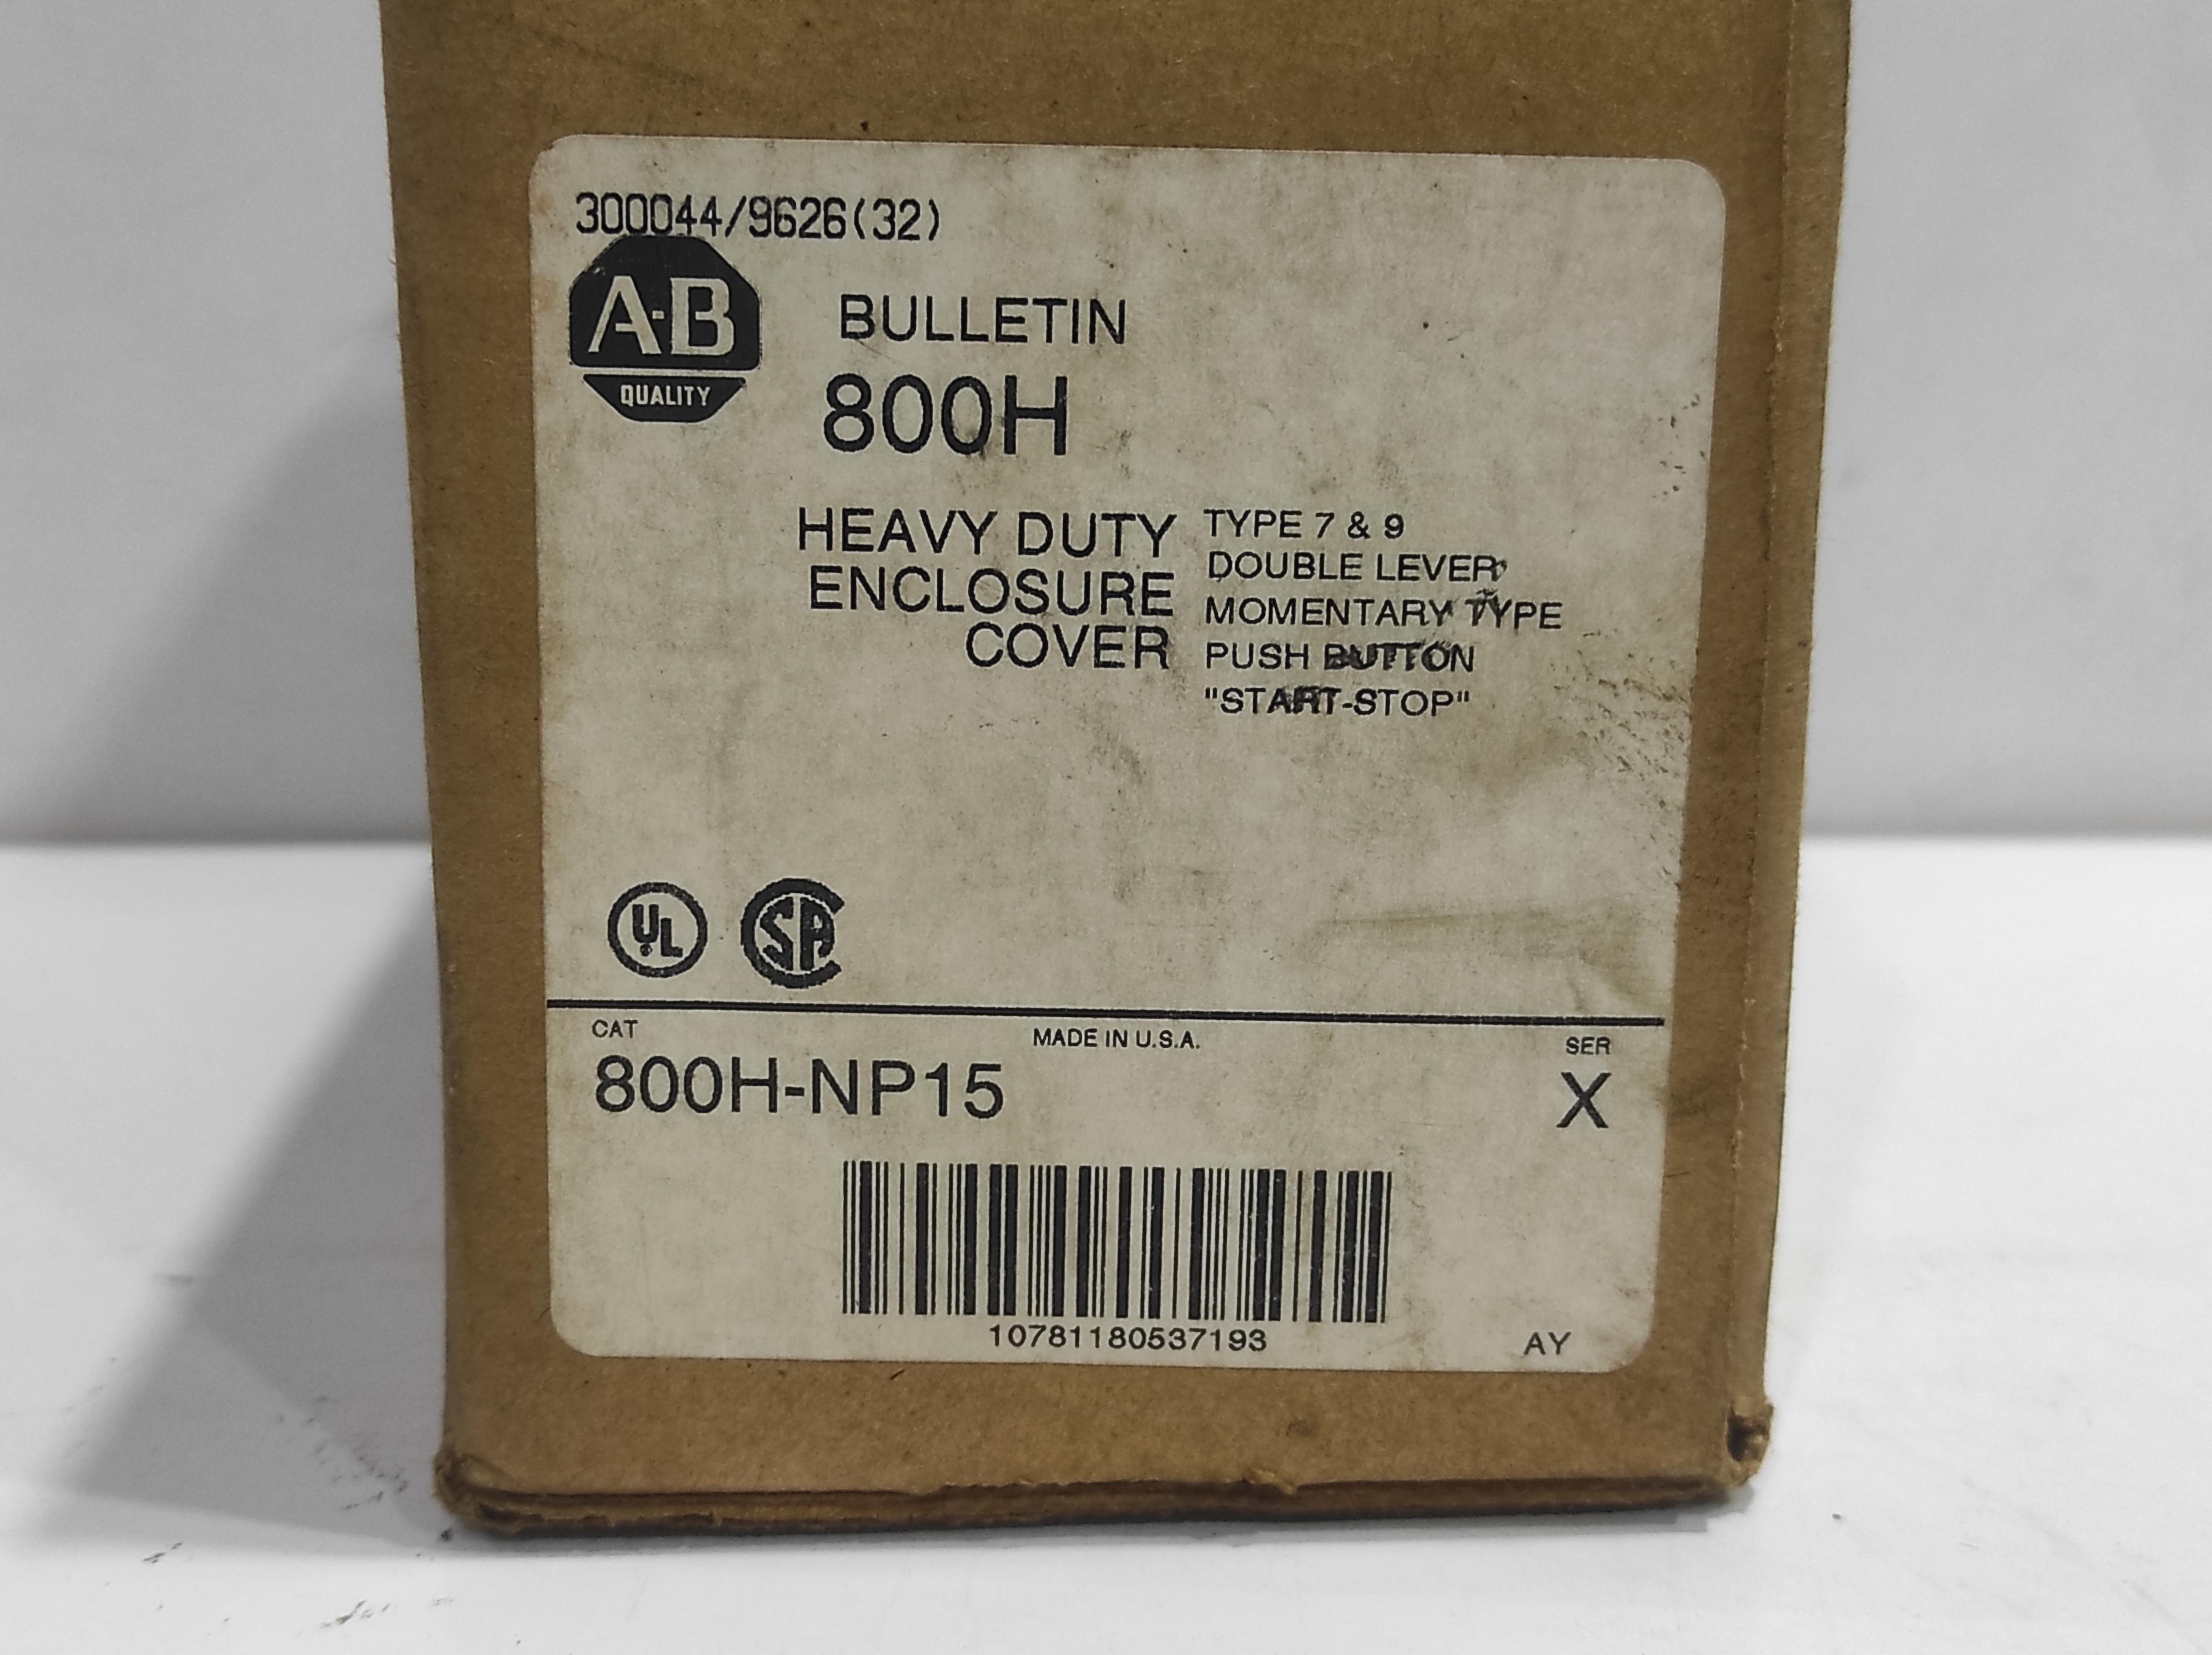 300044/9626(32)
A-B
QUALITY
BULLETIN
800H
HEAVY DUTY
ENCLOSURE
COVER
TYPE 7 & 9
DOUBLE LEVER
MOMENTARY TYPE
PUSH BUTTON
"START-STOP"
UL
SA
CAT
MADE IN U.S.A.
SER
800H-NP15
X
10781180537193
AY